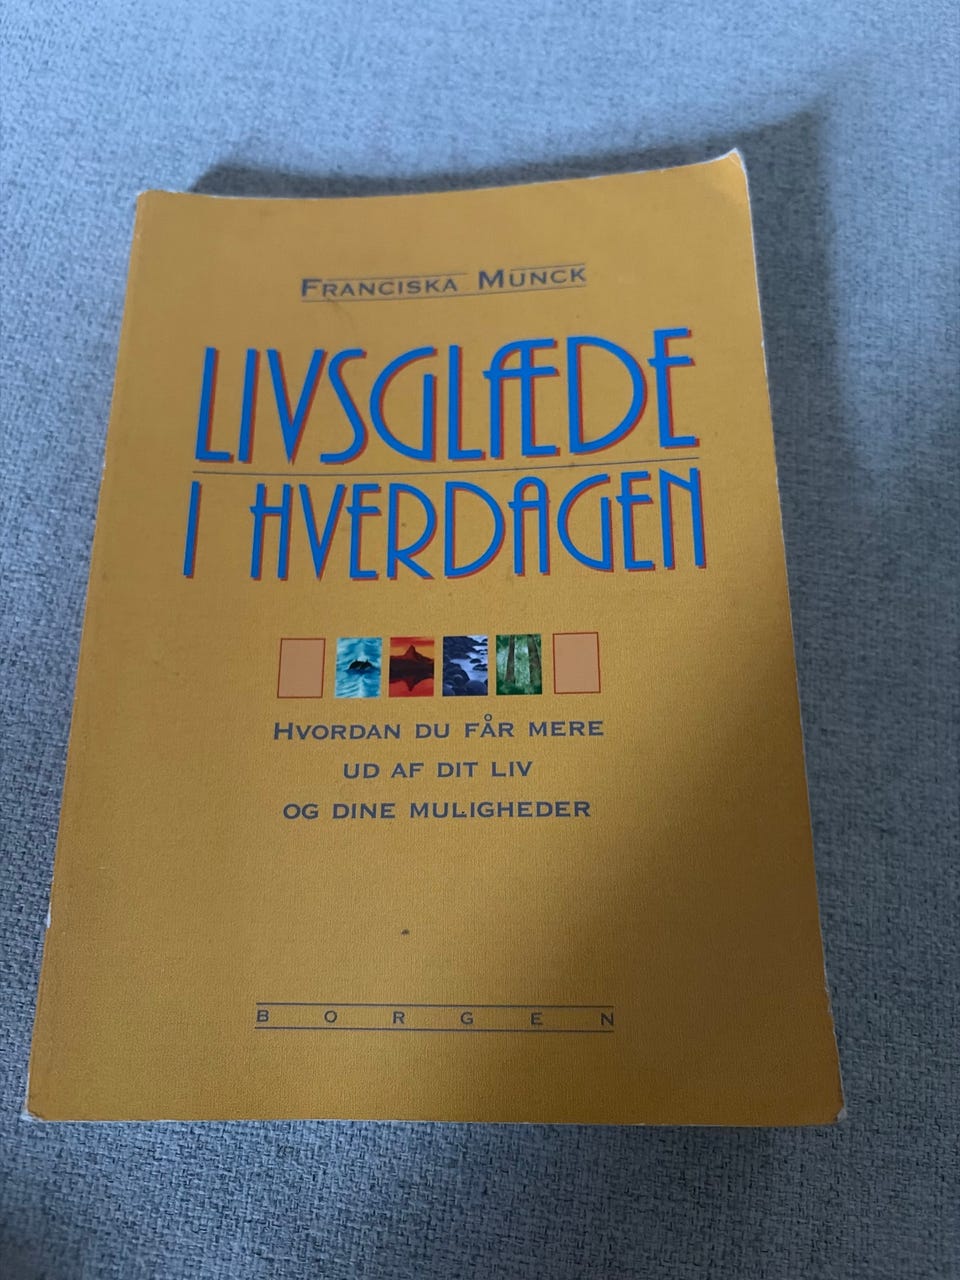 FRANCISKA MUNCK
LIVSGLÆDE
I HVERDAGEN
HVORDAN DU FÅR MERE
UD AF DIT LIV
OG DINE MULIGHEDER
BORGEN